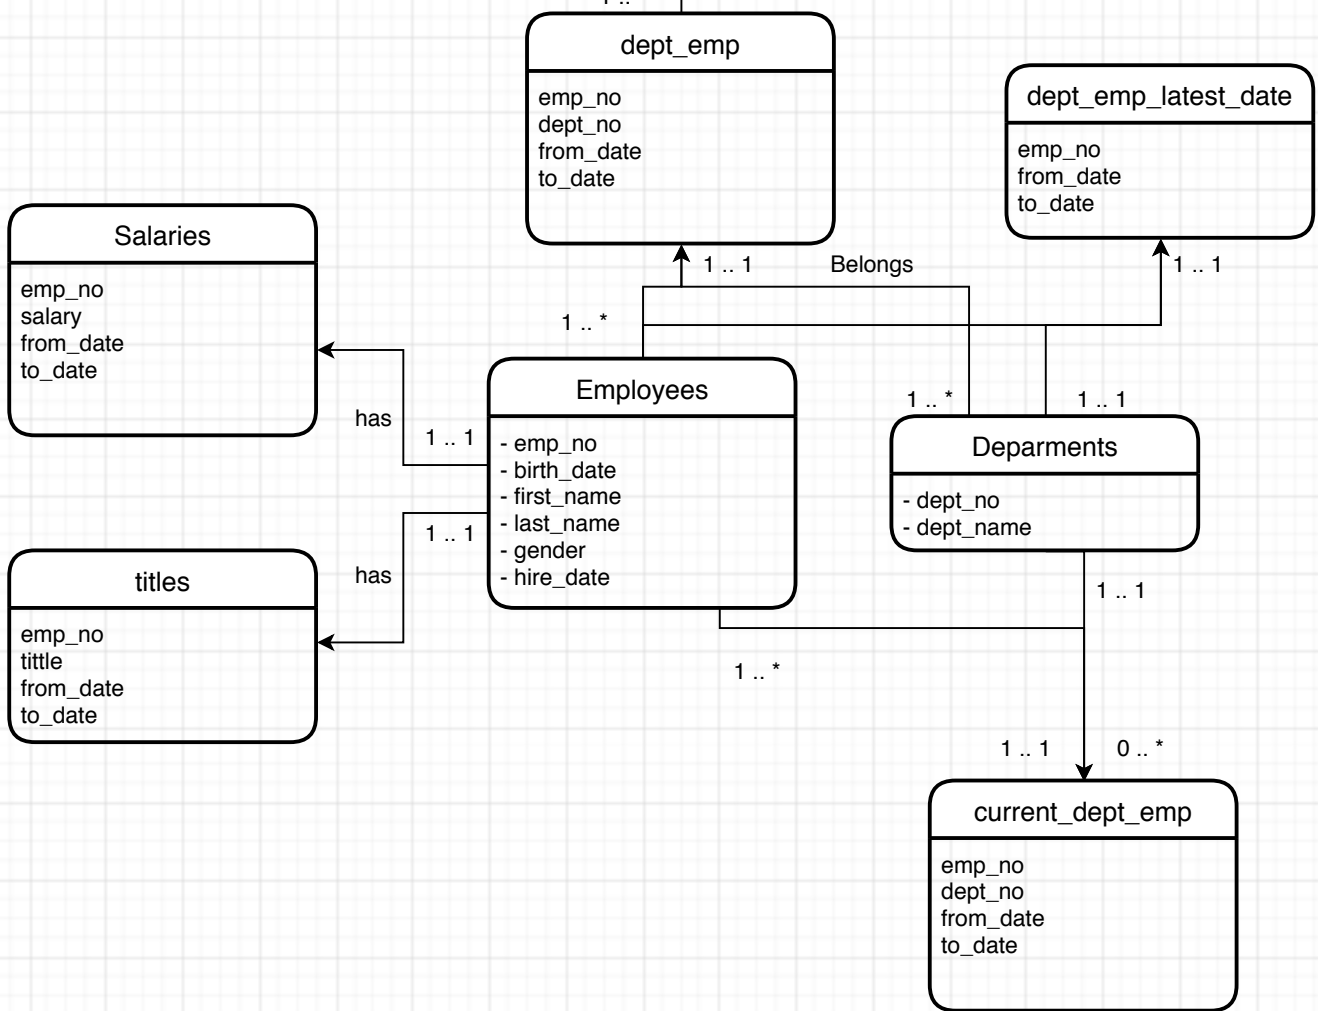 dept_emp
emp_no
dept_no
from_date
to_date
dept_emp_latest_date
emp_no
from_date
to_date
Salaries
emp_no
salary
from_date
to_date
1 .. 1
Belongs
1 .. 1
1 .. *
Employees
- emp_no
- birth_date
- first_name
- last_name
- gender
- hire_date
has
1 .. 1
1 .. 1
has
1 .. *
1 .. 1
Deparments
- dept_no
- dept_name
titles
emp_no
tittle
from_date
to_date
1 .. 1
1 .. *
1 .. 1
0 .. *
current_dept_emp
emp_no
dept_no
from_date
to_date